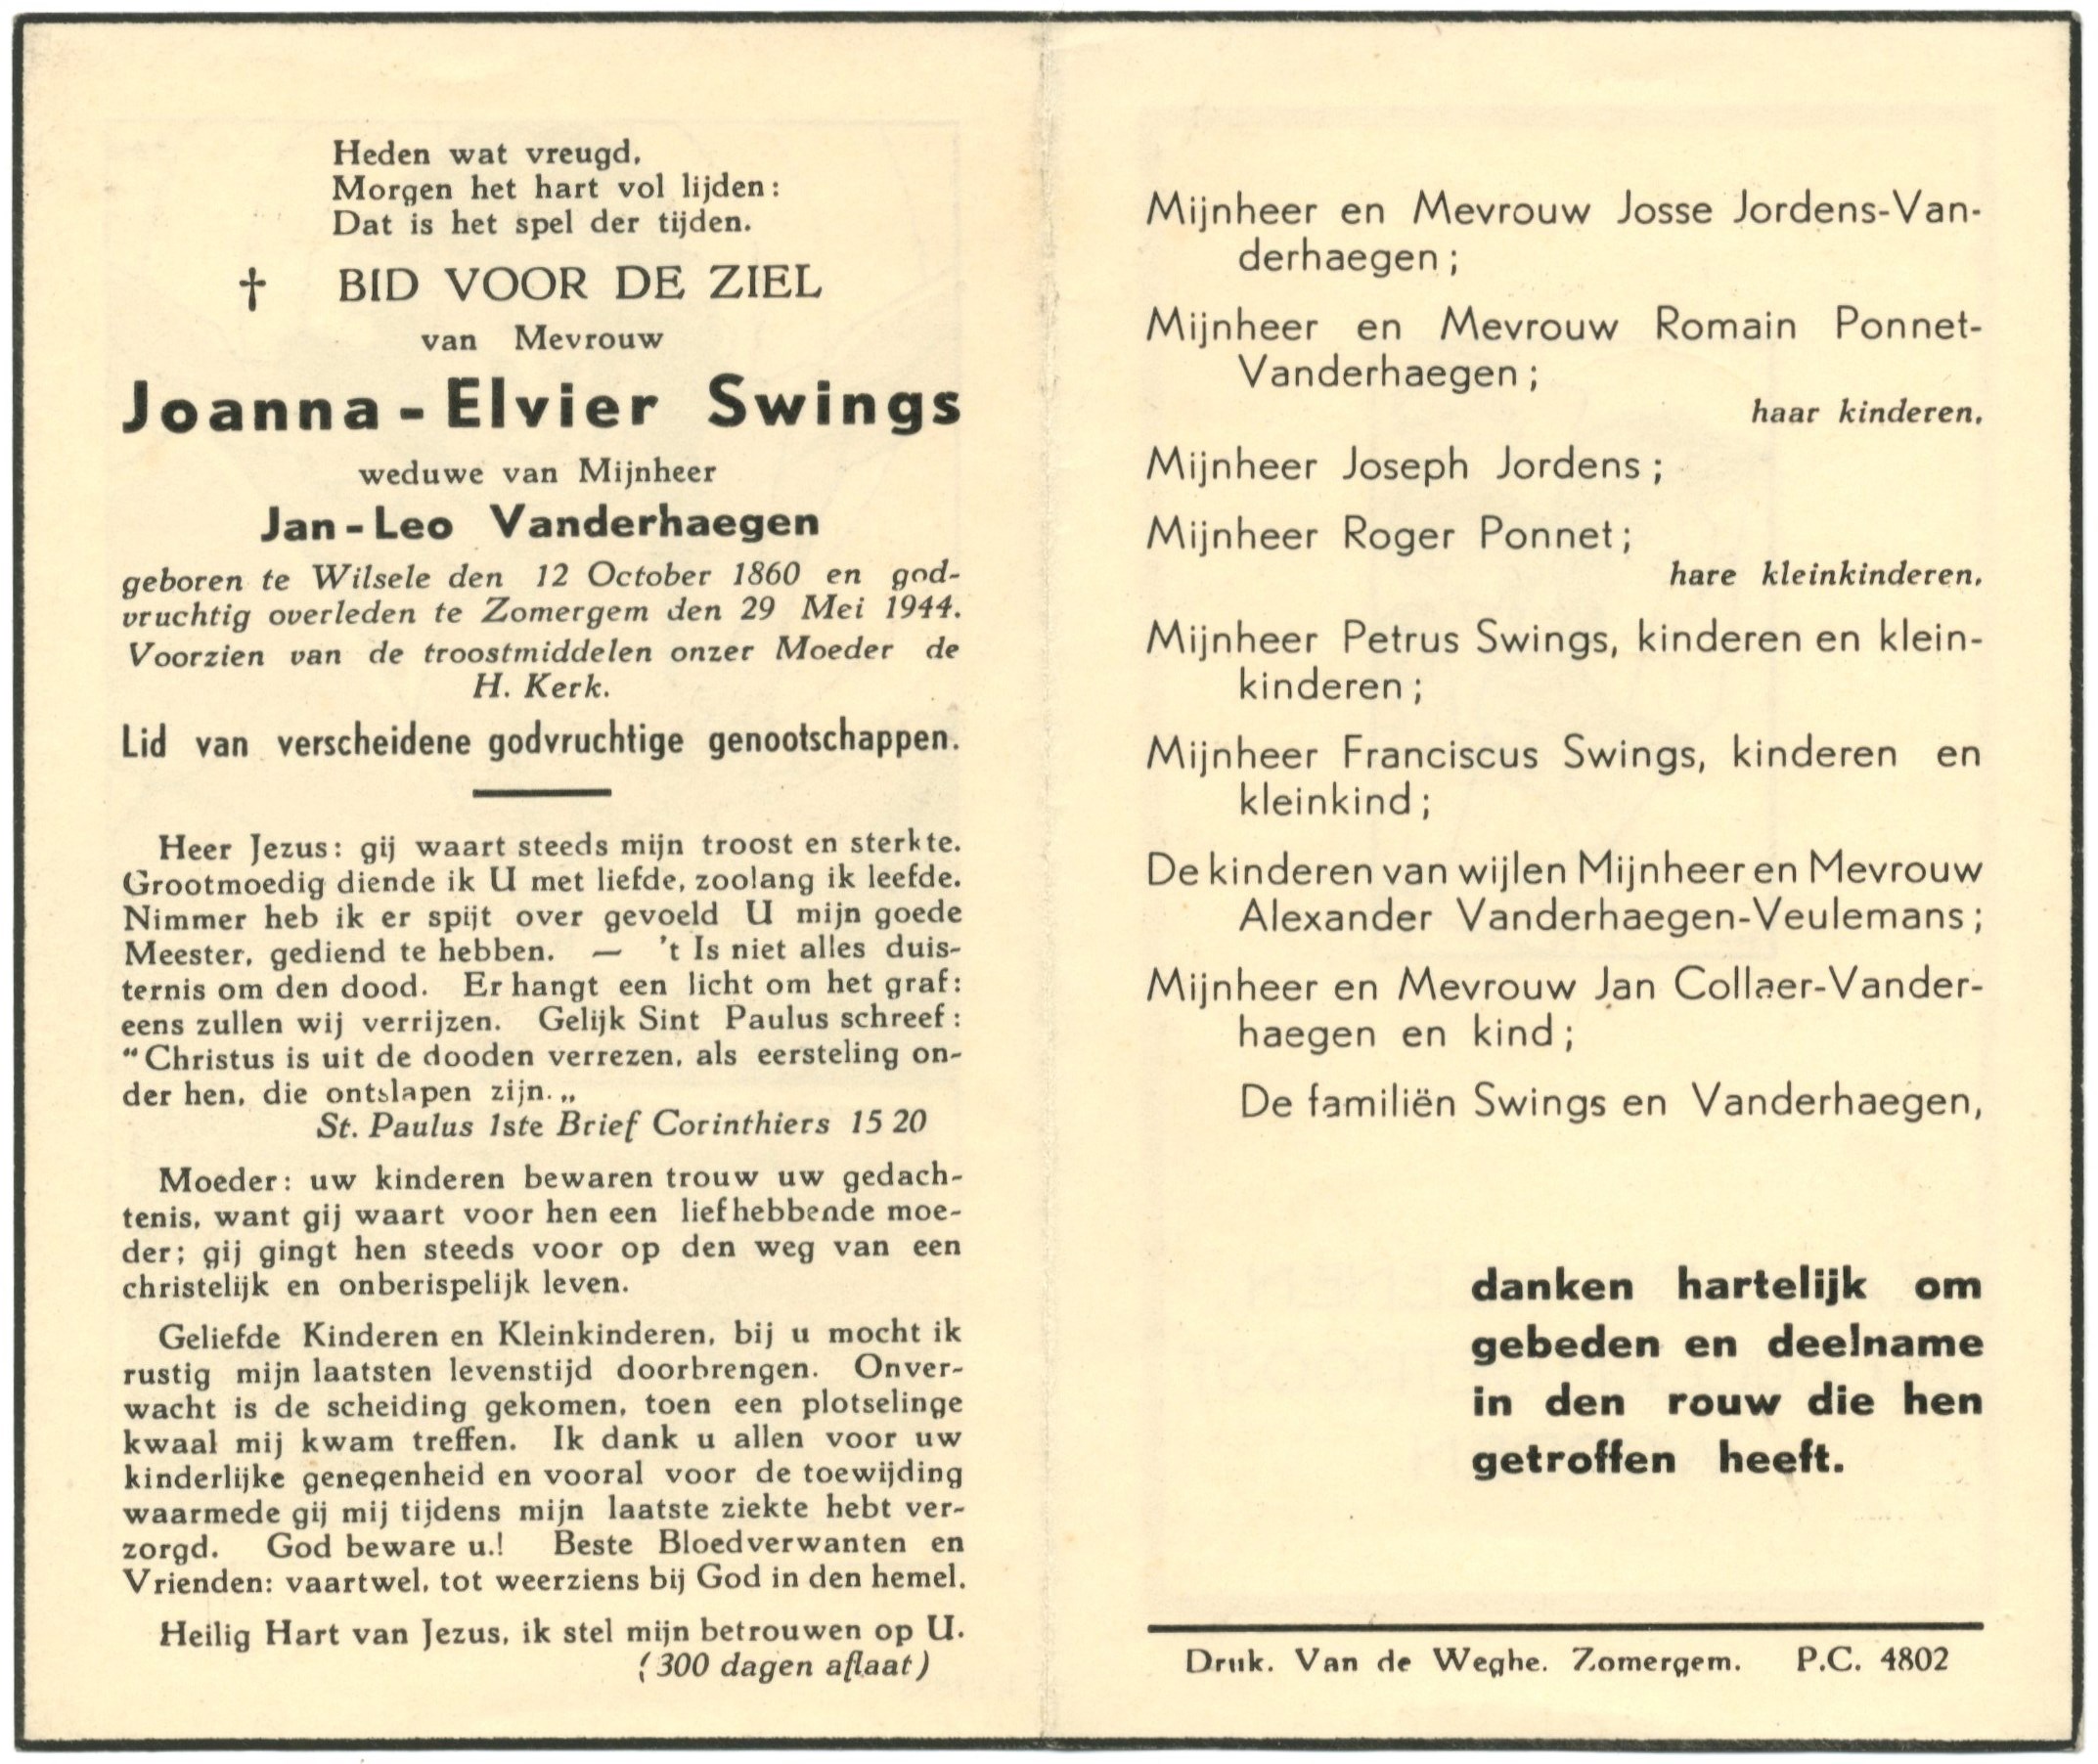 Heden wat vreugd,
Morgen het hart vol lijden:
Dat is het spel der tijden.
† BID VOOR DE ZIEL
van Mevrouw
Joanna-Elvier Swings
weduwe van Mijnheer
Jan-Leo Vanderhaegen
geboren te Wilsele den 12 October 1860 en god-
vruchtig overleden te Zomergem den 29 Mei 1944.
Voorzien van de troostmiddelen onzer Moeder de
H. Kerk.
Lid van verscheidene godvruchtige genootschappen.
Heer Jezus: gij waart steeds mijn troost en sterkte.
Grootmoedig diende ik U met liefde, zoolang ik leefde.
Nimmer heb ik er spijt over gevoeld U mijn goede
Meester, gediend te hebben. — 't Is niet alles duis-
ternis om den dood. Er hangt een licht om het graf:
eens zullen wij verrijzen. Gelijk Sint Paulus schreef:
“Christus is uit de dooden verrezen, als eersteling on-
der hen, die ontslapen zijn.„
St. Paulus 1ste Brief Corinthiers 15 20
Moeder: uw kinderen bewaren trouw uw gedach-
tenis, want gij waart voor hen een liefhebbende moe-
der; gij gingt hen steeds voor op den weg van een
christelijk en onberispelijk leven.
Geliefde Kinderen en Kleinkinderen, bij u mocht ik
rustig mijn laatsten levenstijd doorbrengen. Onver-
wacht is de scheiding gekomen, toen een plotselinge
kwaal mij kwam treffen. Ik dank u allen voor uw
kinderlijke genegenheid en vooral voor de toewijding
waarmede gij mij tijdens mijn laatste ziekte hebt ver-
zorgd. God beware u.! Beste Bloedverwanten en
Vrienden: vaartwel, tot weerziens bij God in den hemel.
Heilig Hart van Jezus, ik stel mijn betrouwen op U.
(300 dagen aflaat)
Mijnheer en Mevrouw Josse Jordens-Van-
derhaegen;
Mijnheer en Mevrouw Romain Ponnet-
Vanderhaegen;
haar kinderen,
Mijnheer Joseph Jordens;
Mijnheer Roger Ponnet;
hare kleinkinderen,
Mijnheer Petrus Swings, kinderen en klein-
kinderen;
Mijnheer Franciscus Swings, kinderen en
kleinkind;
De kinderen van wijlen Mijnheer en Mevrouw
Alexander Vanderhaegen-Veulemans;
Mijnheer en Mevrouw Jan Collaer-Vander-
haegen en kind;
De familiën Swings en Vanderhaegen,
danken hartelijk om
gebeden en deelname
in den rouw die hen
getroffen heeft.
Druk. Van de Weghe. Zomergem. P.C. 4802